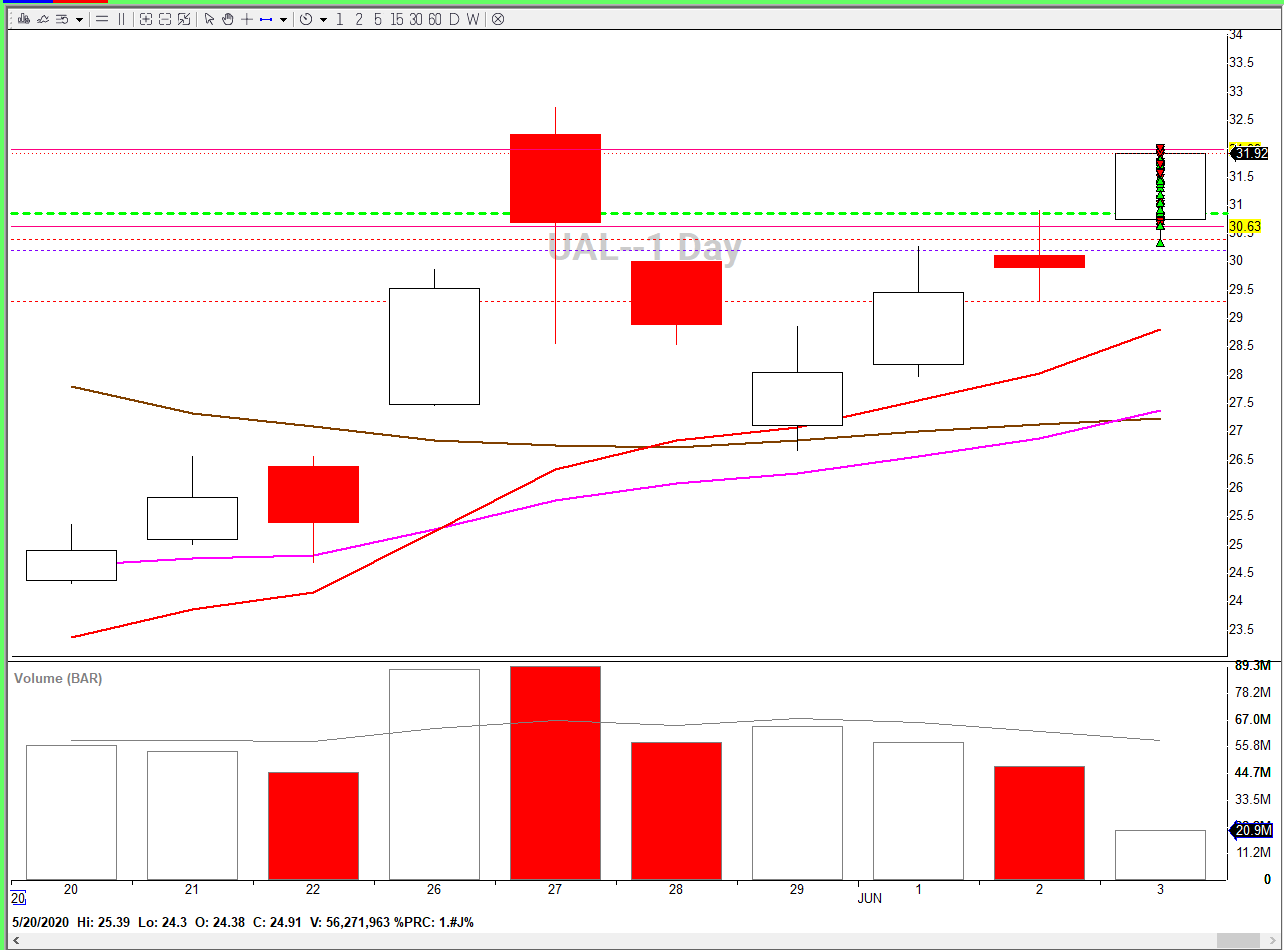 1 2 5 15 30 60 D W
34
33.5
33
32.5
31.92
31.5
31
30.63
30
29.5
29
28.5
28
27.5
27
26.5
26
25.5
25
24.5
24
23.5
UAL--1 Day
Volume (BAR)
89.3M
78.2M
67.0M
55.8M
44.7M
33.5M
20.9M
11.2M
0
20 21 22 26 27 28 29 1 2 3
20
JUN
5/20/2020 Hi: 25.39 Lo: 24.3 O: 24.38 C: 24.91 V: 56,271,963 %PRC: 1.#J%